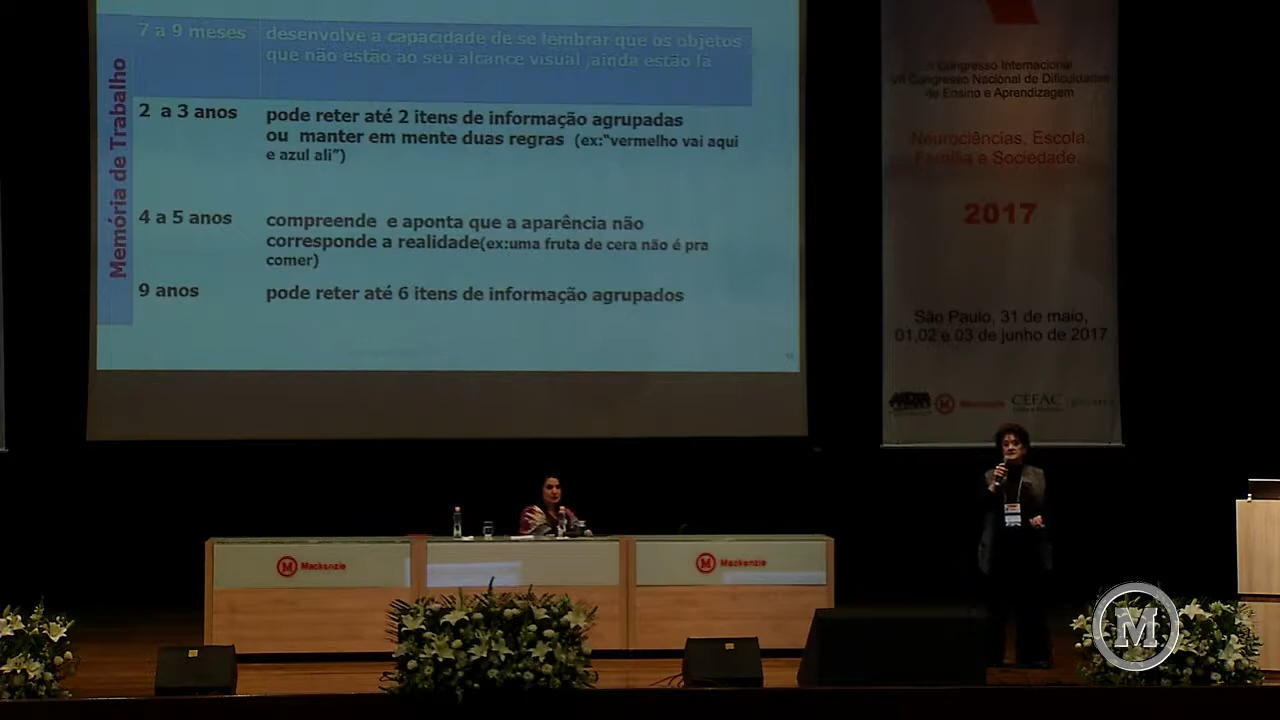 7 a 9 meses
desenvolve a capacidade de se lembrar que os objetos
que não estão ao seu alcance visual ,ainda estão lá
Memória de Trabalho
2 a 3 anos
pode reter até 2 itens de informação agrupadas
ou manter em mente duas regras (ex:"vermelho vai aqui
e azul ali")
4 a 5 anos
compreende e aponta que a aparência não
corresponde a realidade(ex:uma fruta de cera não é pra
comer)
9 anos
pode reter até 6 itens de informação agrupados
Congresso Internacional
VII Congresso Nacional de Dificuldades
de Ensino e Aprendizagem
Neurociências, Escola,
Família e Sociedade.
2017
São Paulo, 31 de maio,
01,02 e 03 de junho de 2017
M Mackenzie
CEFAC
M Mackenzie
M Mackenzie
M